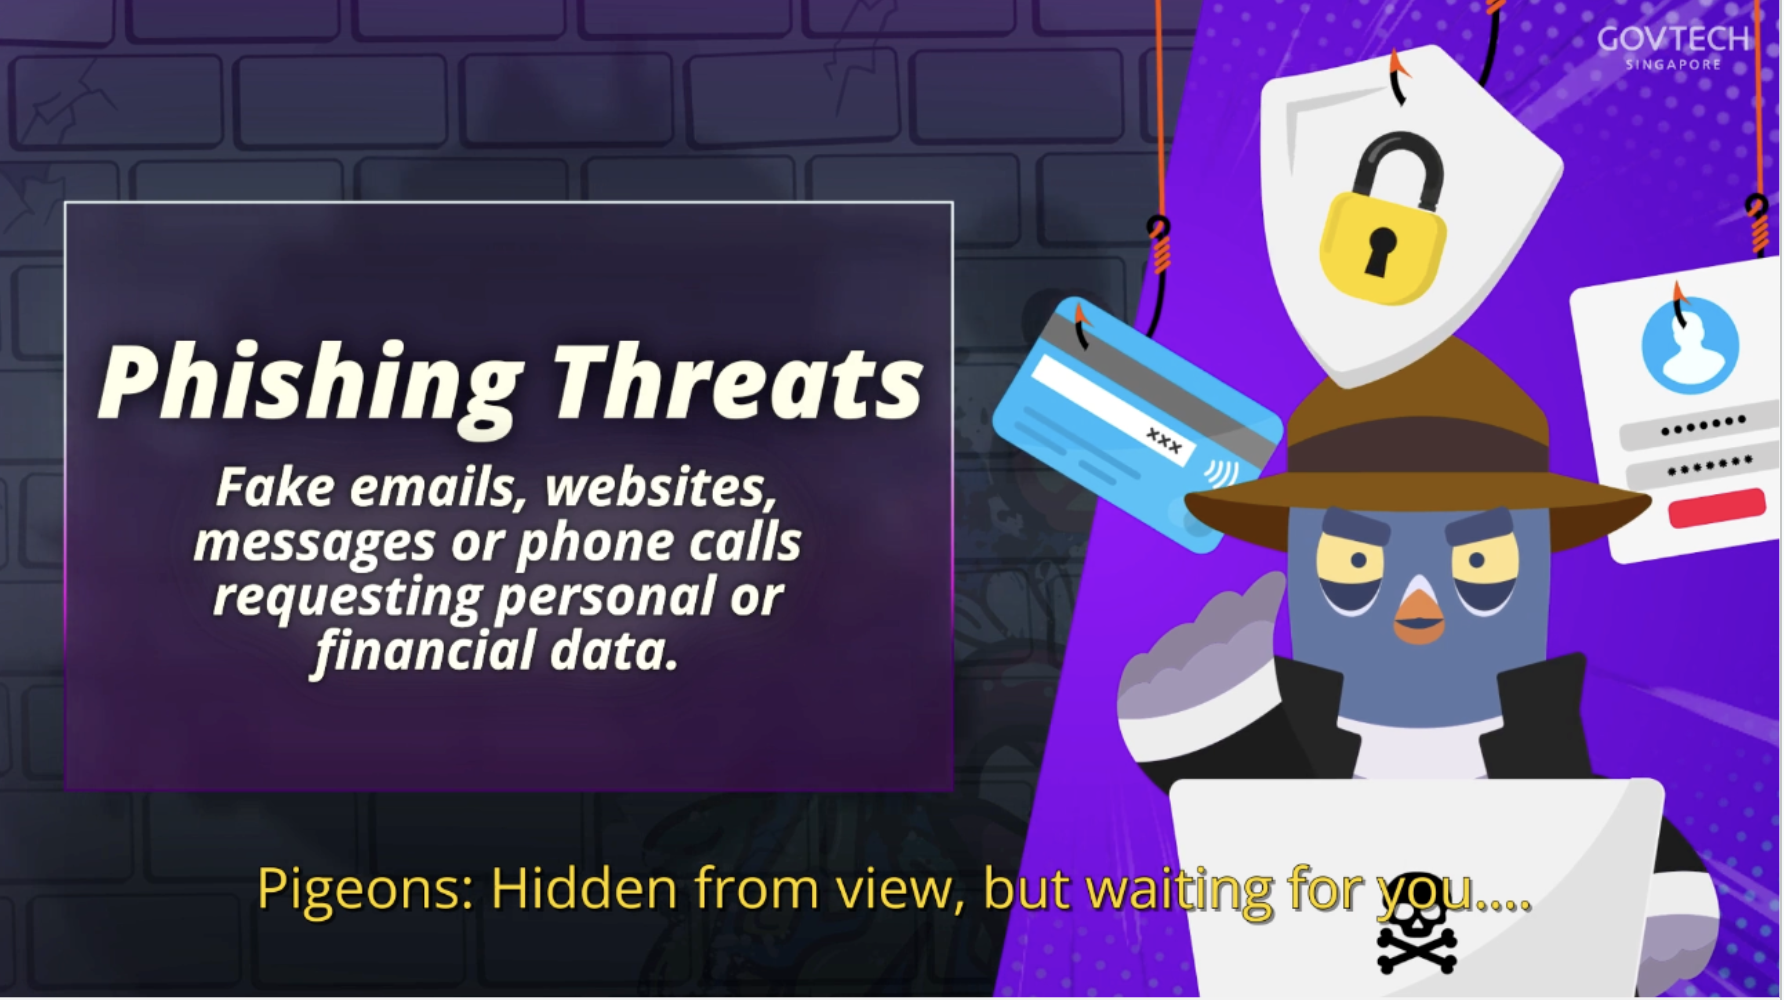 GOVTECH
SINGAPORE
Phishing Threats
Fake emails, websites,
messages or phone calls
requesting personal or
financial data.
xxx
Pigeons: Hidden from view, but waiting for you....